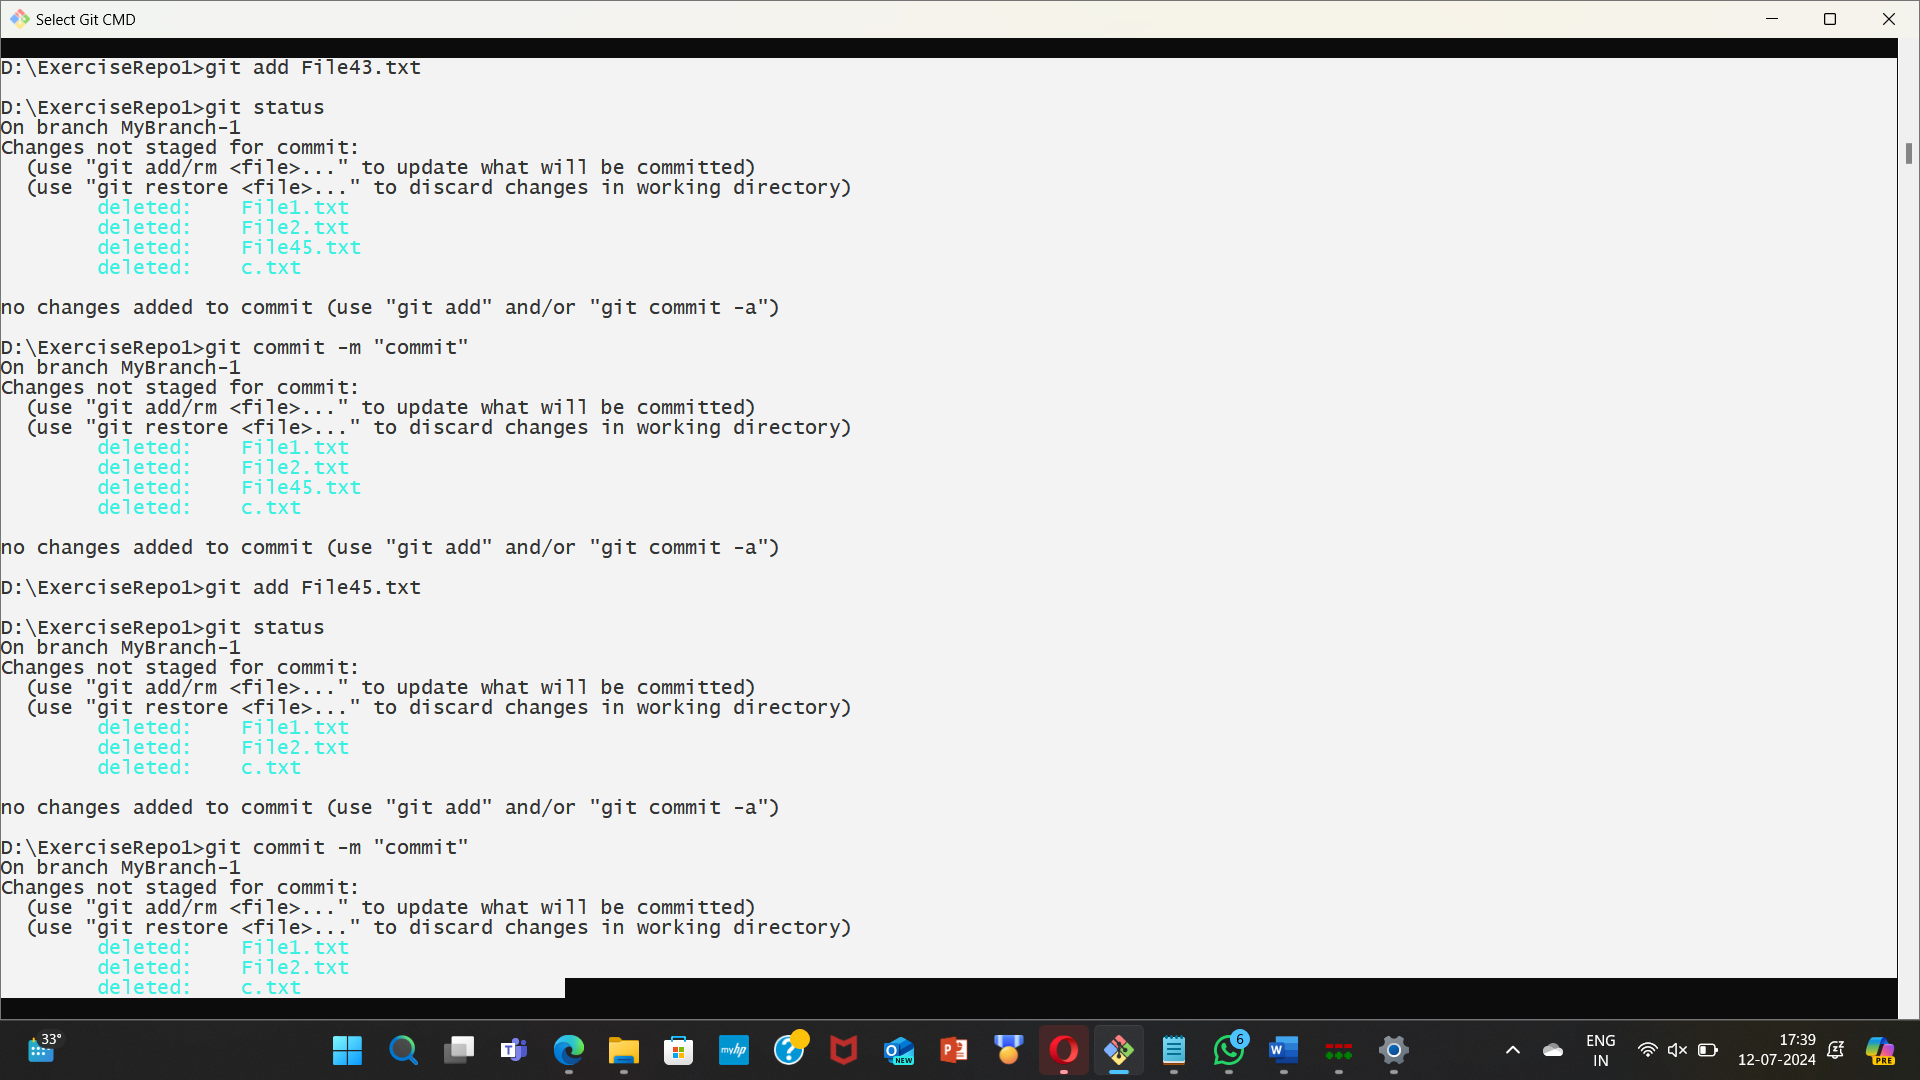 Select Git CMD
D:\ExerciseRepo1>git add File43.txt
D:\ExerciseRepo1>git status
On branch MyBranch-1
Changes not staged for commit:
  (use "git add/rm <file>..." to update what will be committed)
  (use "git restore <file>..." to discard changes in working directory)
        deleted:    File1.txt
        deleted:    File2.txt
        deleted:    File45.txt
        deleted:    c.txt
no changes added to commit (use "git add" and/or "git commit -a")
D:\ExerciseRepo1>git commit -m "commit"
On branch MyBranch-1
Changes not staged for commit:
  (use "git add/rm <file>..." to update what will be committed)
  (use "git restore <file>..." to discard changes in working directory)
        deleted:    File1.txt
        deleted:    File2.txt
        deleted:    File45.txt
        deleted:    c.txt
no changes added to commit (use "git add" and/or "git commit -a")
D:\ExerciseRepo1>git add File45.txt
D:\ExerciseRepo1>git status
On branch MyBranch-1
Changes not staged for commit:
  (use "git add/rm <file>..." to update what will be committed)
  (use "git restore <file>..." to discard changes in working directory)
        deleted:    File1.txt
        deleted:    File2.txt
        deleted:    c.txt
no changes added to commit (use "git add" and/or "git commit -a")
D:\ExerciseRepo1>git commit -m "commit"
On branch MyBranch-1
Changes not staged for commit:
  (use "git add/rm <file>..." to update what will be committed)
  (use "git restore <file>..." to discard changes in working directory)
        deleted:    File1.txt
        deleted:    File2.txt
        deleted:    c.txt
33°
myhp
NEW
6
ENG
IN
17:39
12-07-2024
PRE